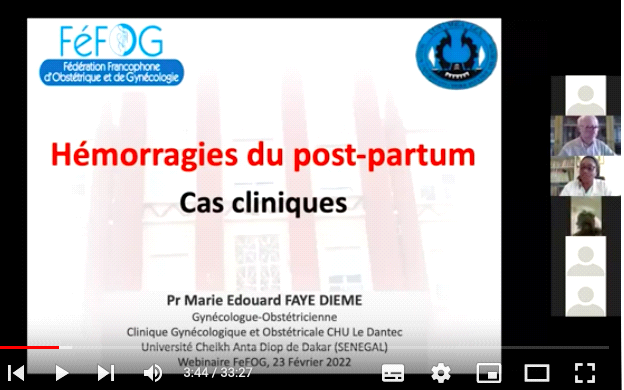 FéFOG
Fédération Francophone
d'Obstétrique et de Gynécologie
Hémorragies du post-partum
Cas cliniques
Pr Marie Edouard FAYE DIEME
Gynécologue-Obstétricienne
Clinique Gynécologique et Obstétricale CHU Le Dantec
Université Cheikh Anta Diop de Dakar (SENEGAL)
Webinaire FeFOG, 23 Février 2022
3:44 / 33:27